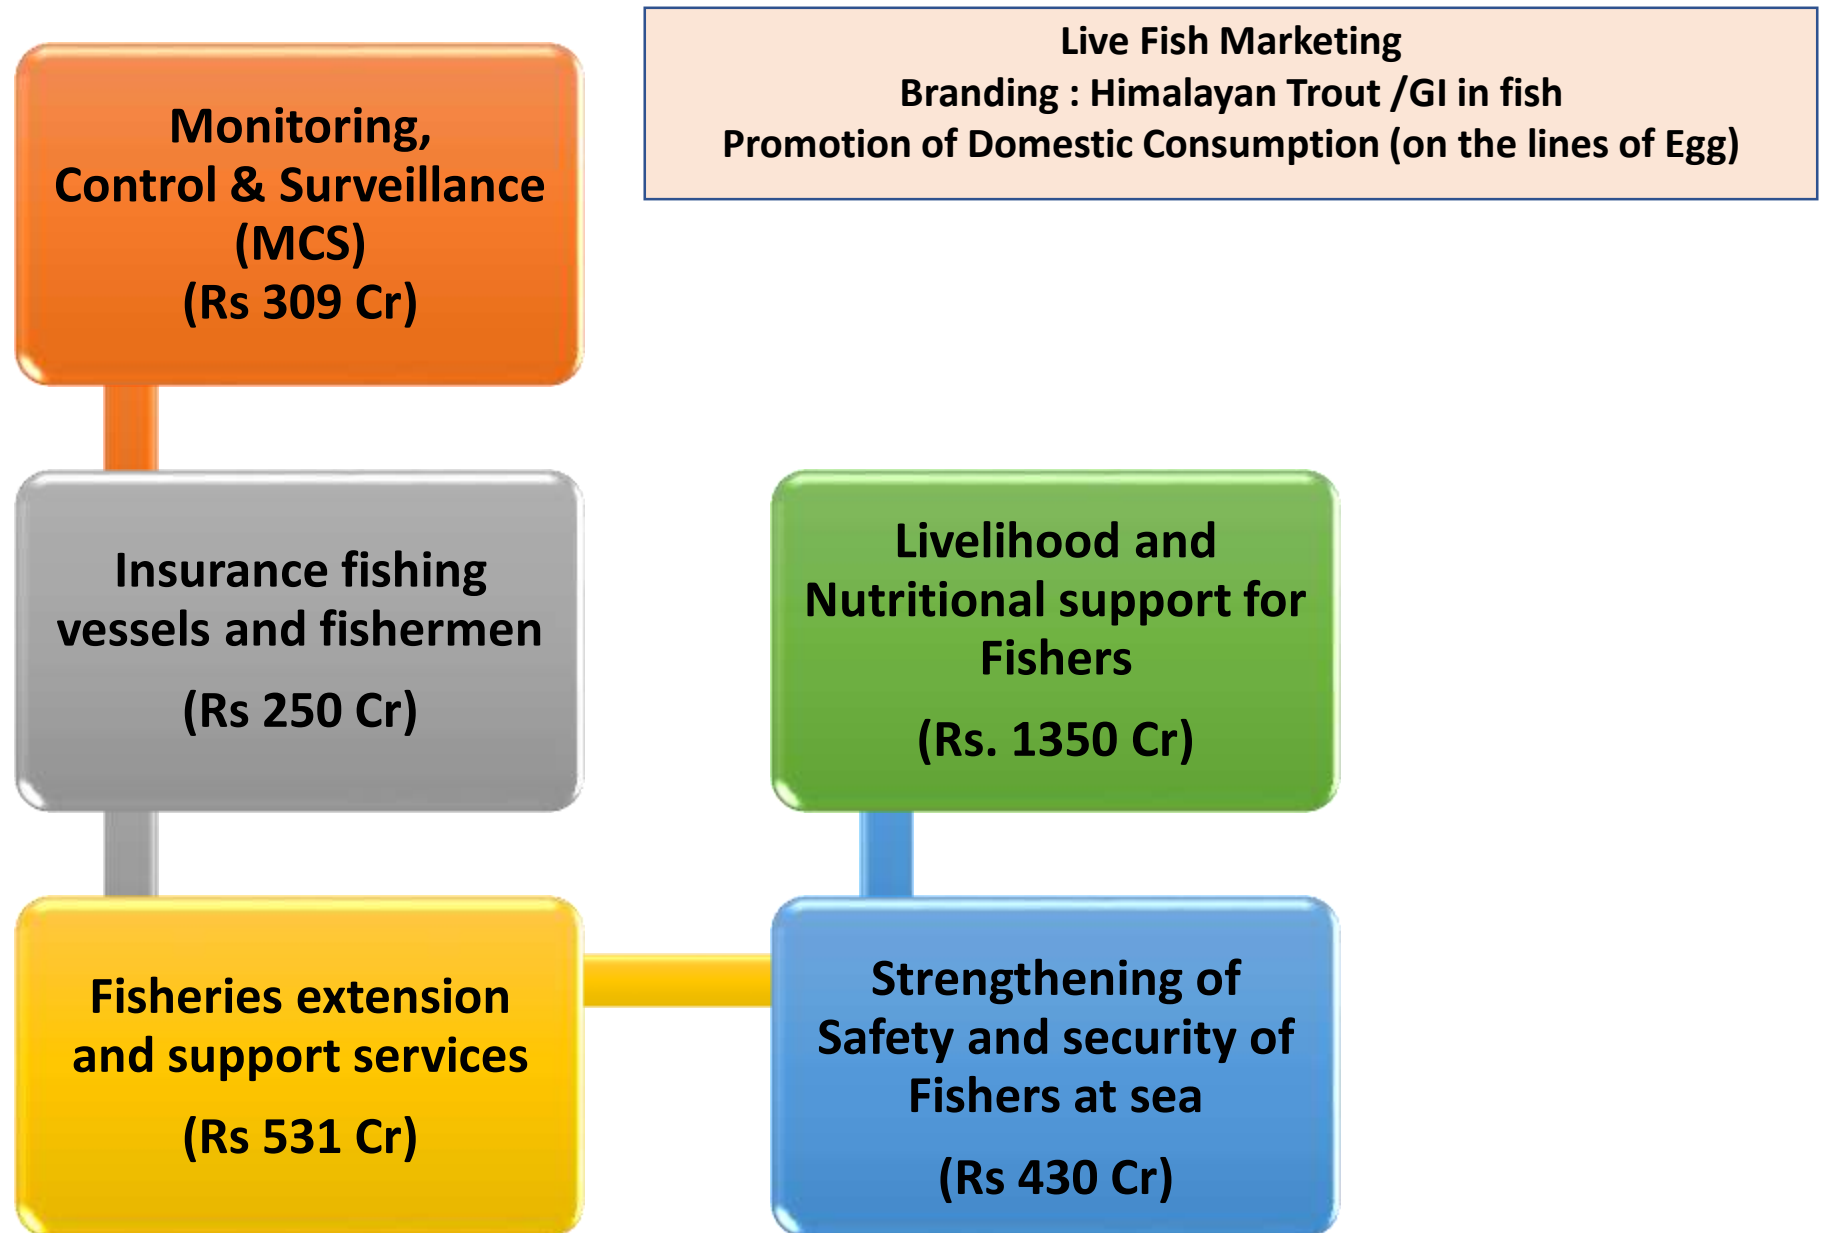 Live Fish Marketing
Branding : Himalayan Trout /GI in fish
Promotion of Domestic Consumption (on the lines of Egg)
Monitoring,
Control & Surveillance
(MCS)
(Rs 309 Cr)
Insurance fishing
vessels and fishermen
(Rs 250 Cr)
Fisheries extension
and support services
(Rs 531 Cr)
Strengthening of
Safety and security of
Fishers at sea
(Rs 430 Cr)
Livelihood and
Nutritional support for
Fishers
(Rs. 1350 Cr)